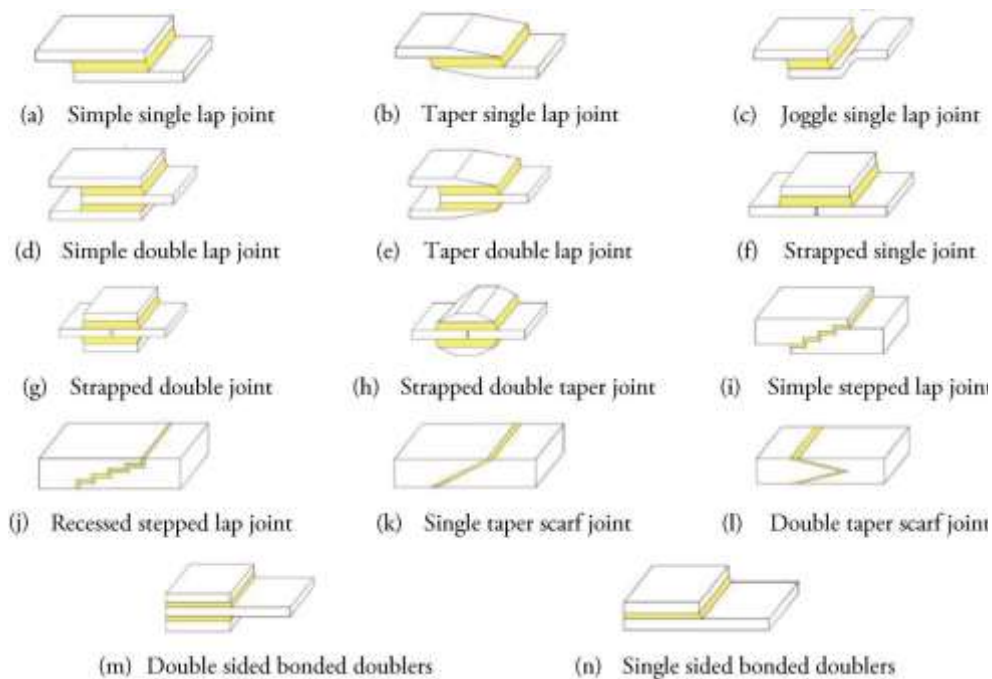 (a) Simple single lap joint
(b) Taper single lap joint
(c) Joggle single lap joint
(d) Simple double lap joint
(e) Taper double lap joint
(f) Strapped single joint
(g) Strapped double joint
(h) Strapped double taper joint
(i) Simple stepped lap joint
(j) Recessed stepped lap joint
(k) Single taper scarf joint
(l) Double taper scarf joint
(m) Double sided bonded doublers
(n) Single sided bonded doublers